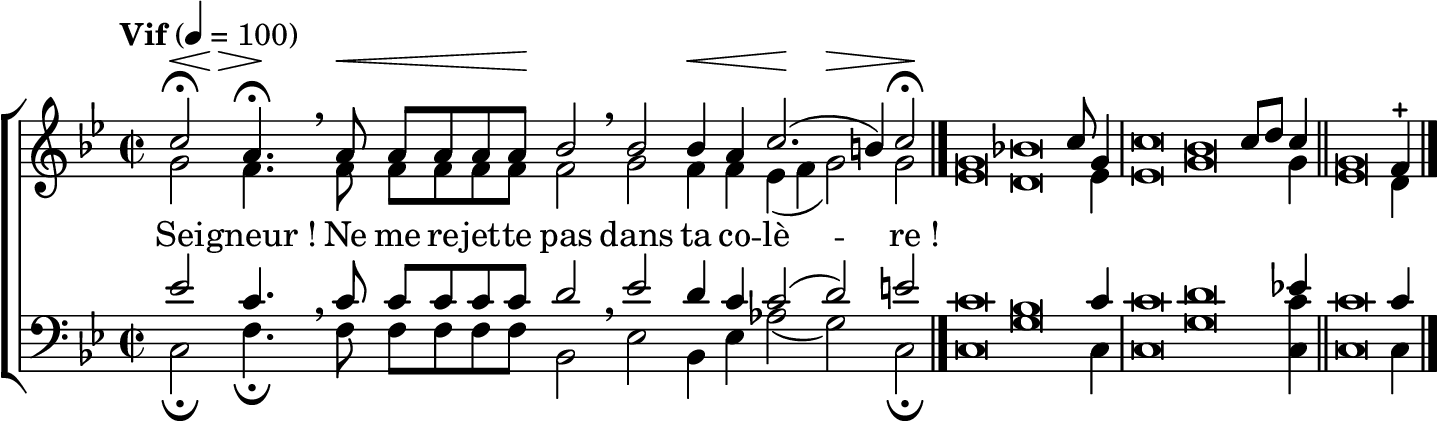 Vif (♩ = 100)
Seigneur ! Ne me rejette pas dans ta co -- lè - re !